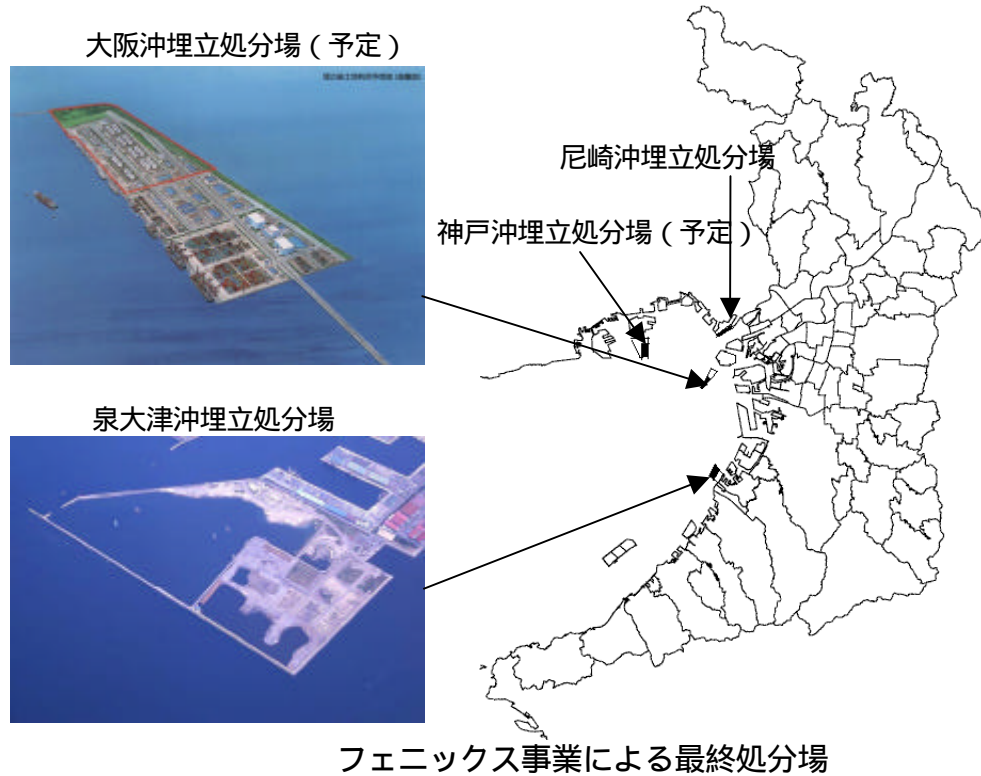 大阪沖埋立処分場（予定）
尼崎沖埋立処分場
神戸沖埋立処分場（予定）
泉大津沖埋立処分場
フェニックス事業による最終処分場